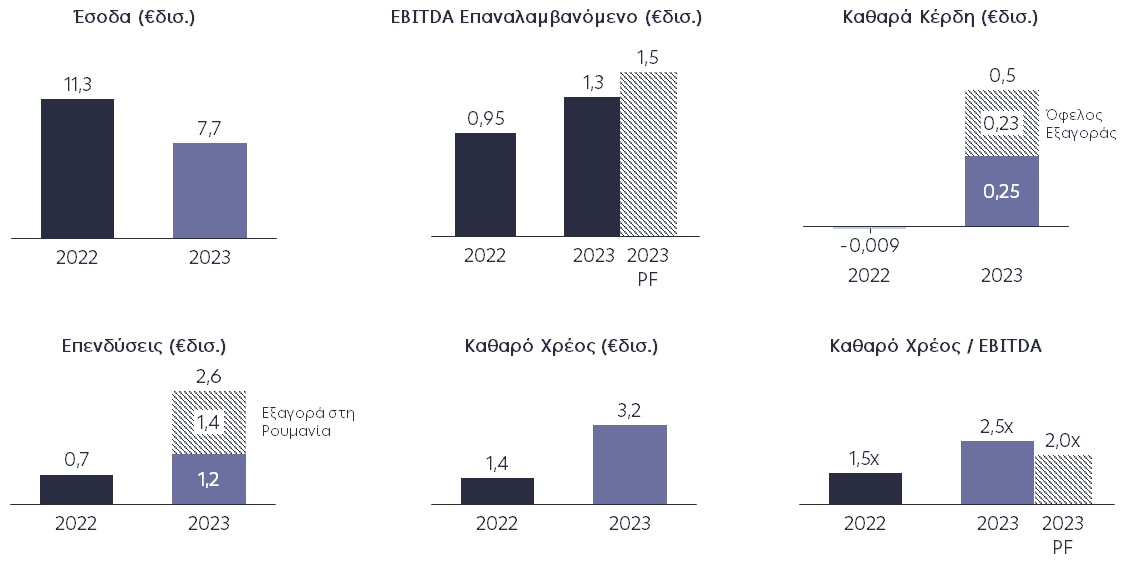 Έσοδα (€δισ.)
11,3
7,7
2022
2023
EBITDA Επαναλαμβανόμενο (€δισ.)
0,95
1,3
1,5
2022
2023
2023
PF
Καθαρά Κέρδη (€δισ.)
0,5
0,23
Όφελος
Εξαγοράς
0,25
-0,009
2022
2023
Επενδύσεις (€δισ.)
2,6
1,4
Εξαγορά στη
Ρουμανία
0,7
1,2
2022
2023
Καθαρό Χρέος (€δισ.)
1,4
3,2
2022
2023
Καθαρό Χρέος / EBITDA
1,5x
2,5x
2,0x
2022
2023
2023
PF